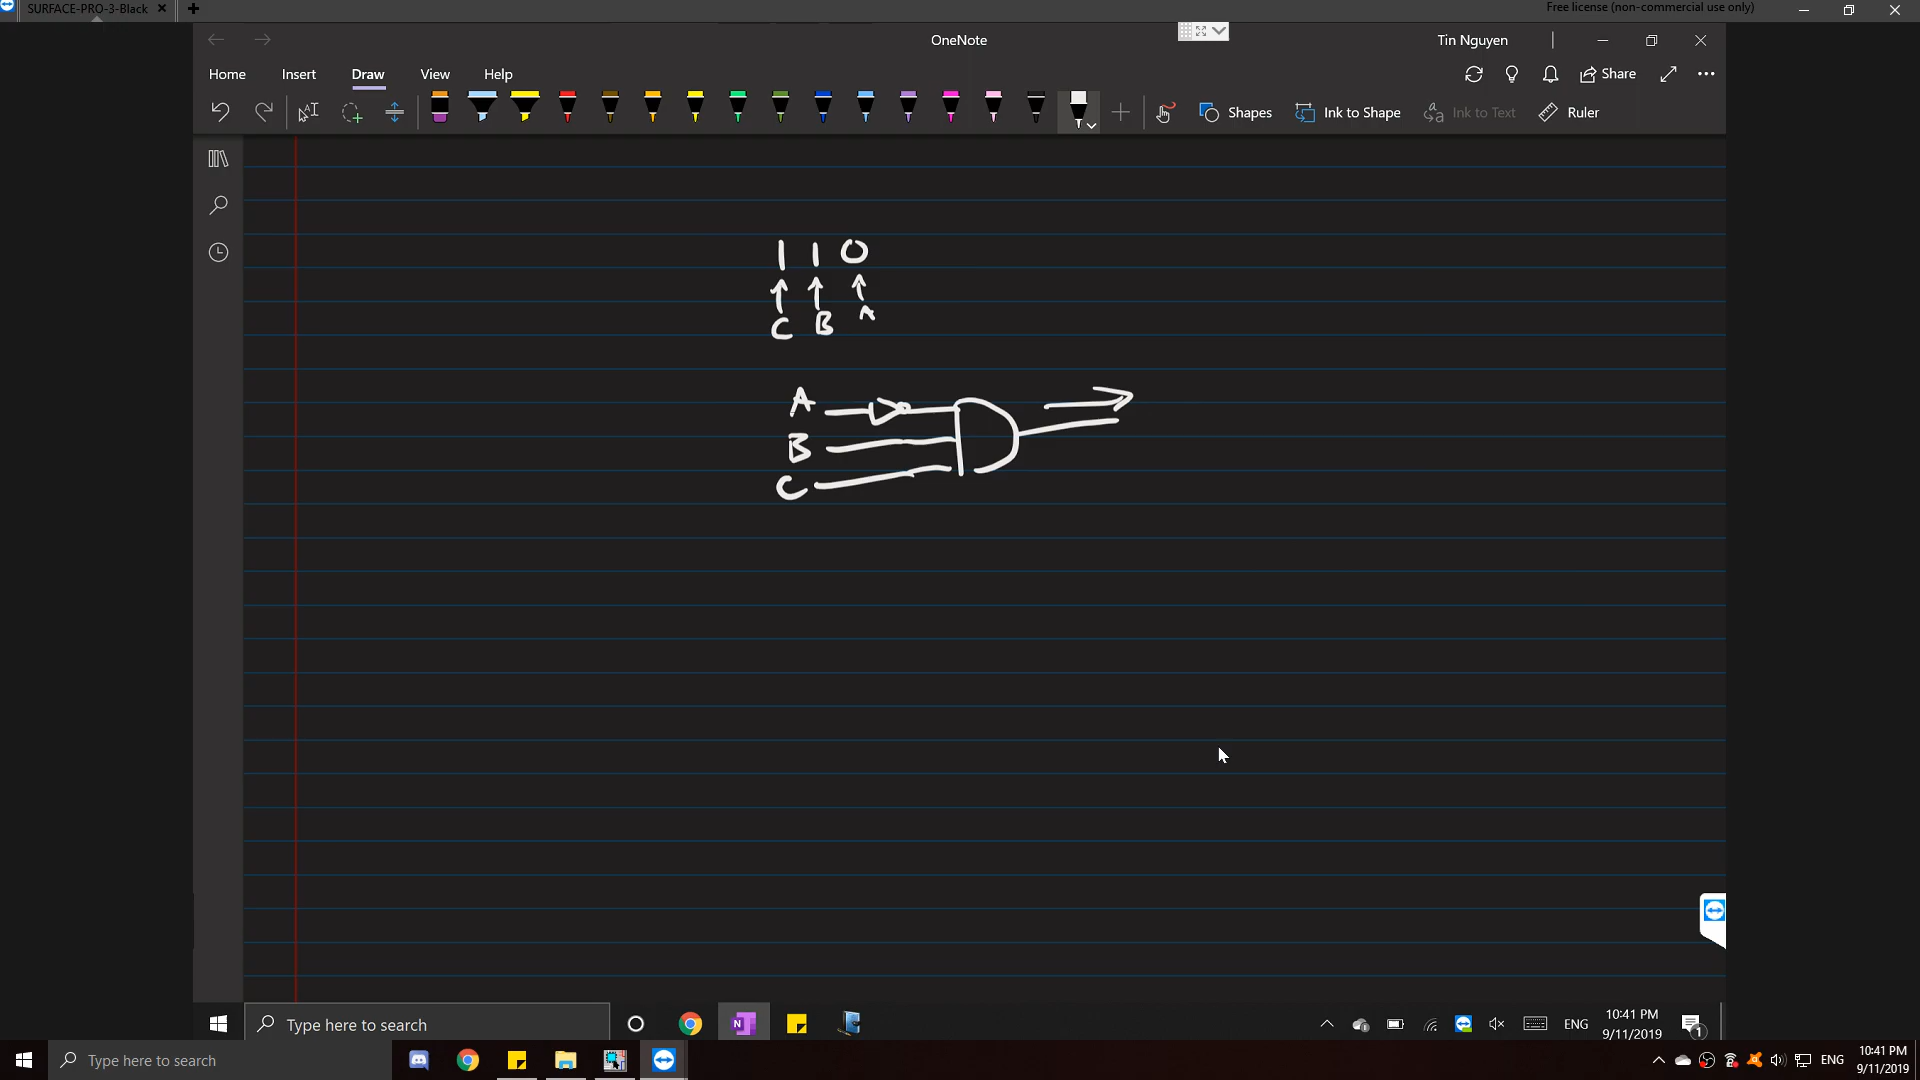 SURFACE-PRO-3-Black
Free license (non-commercial use only)
OneNote
Tin Nguyen
Home Insert Draw View Help
Share
Shapes Ink to Shape Ink to Text Ruler
1 1 0
C B A
A
B
C
Type here to search
N
ENG
10:41 PM
9/11/2019
1
Type here to search
ENG
10:41 PM
9/11/2019